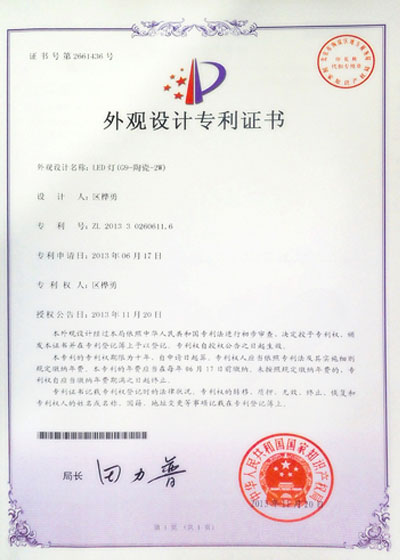 证书号第2661436号
外观设计专利证书
外观设计名称：LED灯(G9-陶瓷-2W)
设计人：区桦勇
专利号：ZL 2013 3 0260611.6
专利申请日：2013年06月17日
专利权人：区桦勇
授权公告日：2013年11月20日
本外观设计经过本局依照中华人民共和国专利法进行初步审查，决定授予专利权，颁
发本证书并在专利登记簿上予以登记。专利权自授权公告之日起生效。
本专利的专利权期限为十年，自申请日起算。专利权人应当依照专利法及其实施细则
规定缴纳年费。本专利的年费应当在每年06月17日前缴纳。未按照规定缴纳年费的，专利
权自应当缴纳年费期满之日起终止。
专利证书记载专利权登记时的法律状况。专利权的转移、质押、无效、终止、恢复和
专利权人的姓名或名称、国籍、地址变更等事项记载在专利登记簿上。
局长
田力普
中华人民共和国国家知识产权局
2013年11月20日
第1页（共1页）